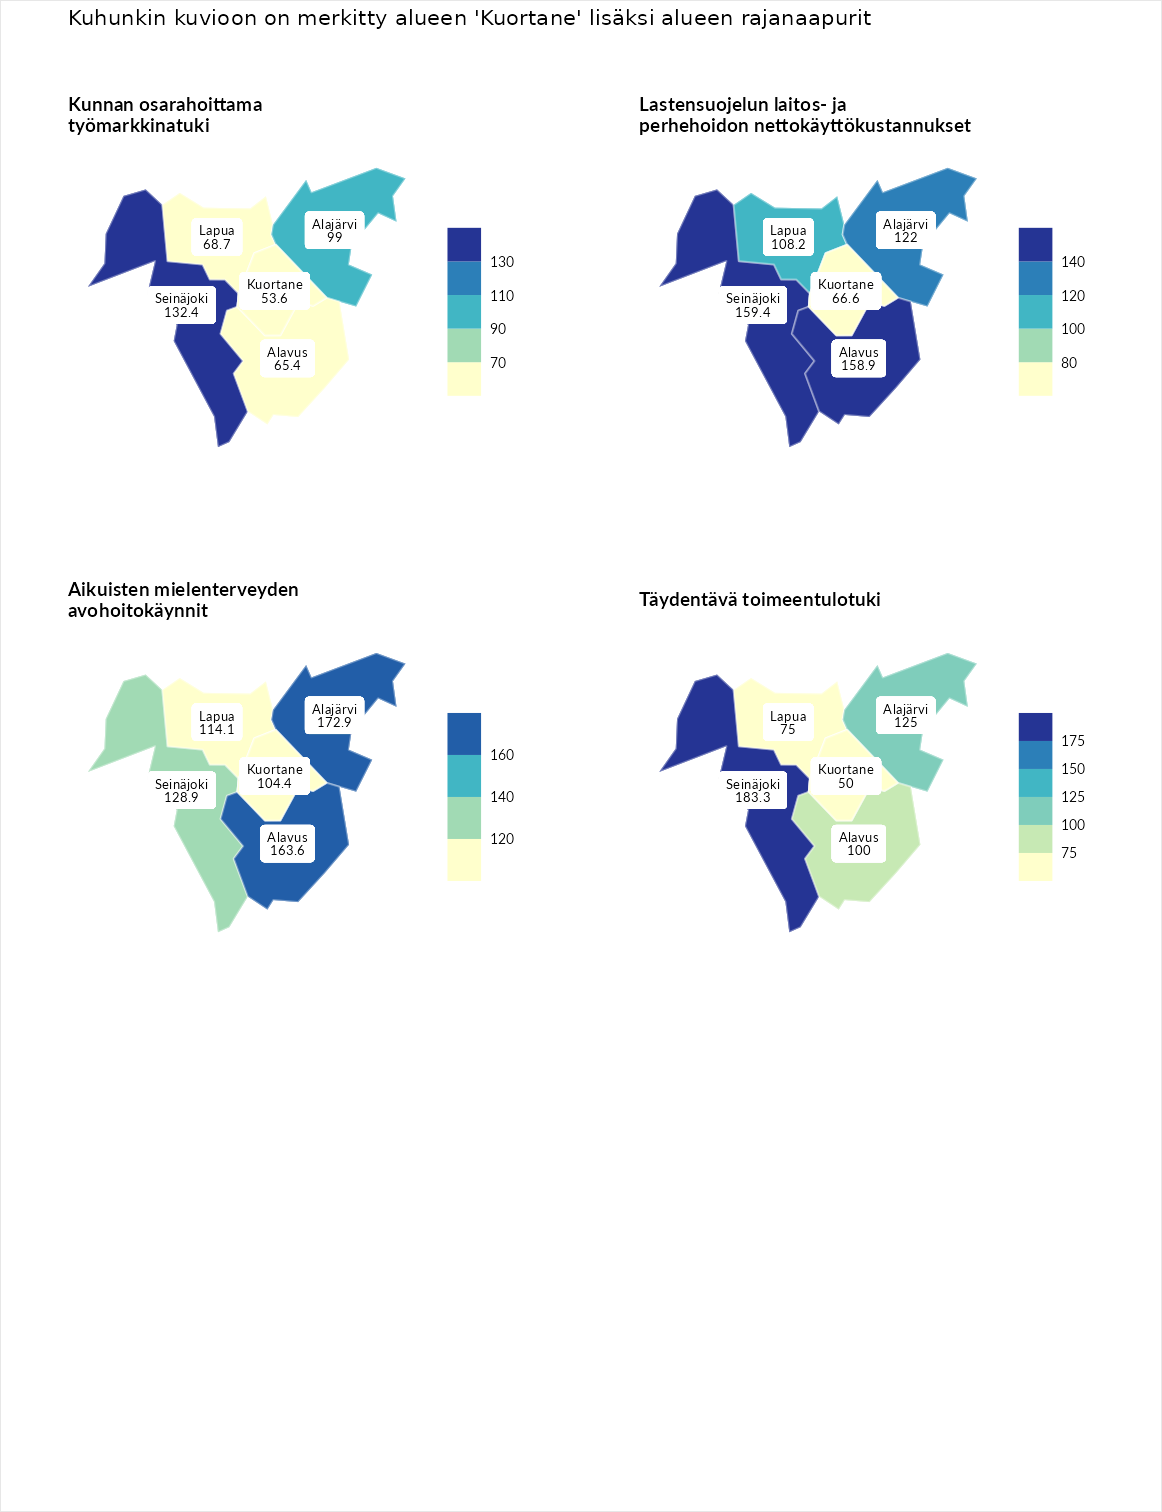 Kuhunkin kuvioon on merkitty alueen 'Kuortane' lisäksi alueen rajanaapurit
Kunnan osarahoittama
työmarkkinatuki
Alajärvi
99
Lapua
68.7
Kuortane
53.6
Seinäjoki
132.4
Alavus
65.4
130
110
90
70
Lastensuojelun laitos- ja
perhehoidon nettokäyttökustannukset
Alajärvi
122
Lapua
108.2
Kuortane
66.6
Seinäjoki
159.4
Alavus
158.9
140
120
100
80
Aikuisten mielenterveyden
avohoitokäynnit
Alajärvi
172.9
Lapua
114.1
Kuortane
104.4
Seinäjoki
128.9
Alavus
163.6
160
140
120
Täydentävä toimeentulotuki
Alajärvi
125
Lapua
75
Kuortane
50
Seinäjoki
183.3
Alavus
100
175
150
125
100
75